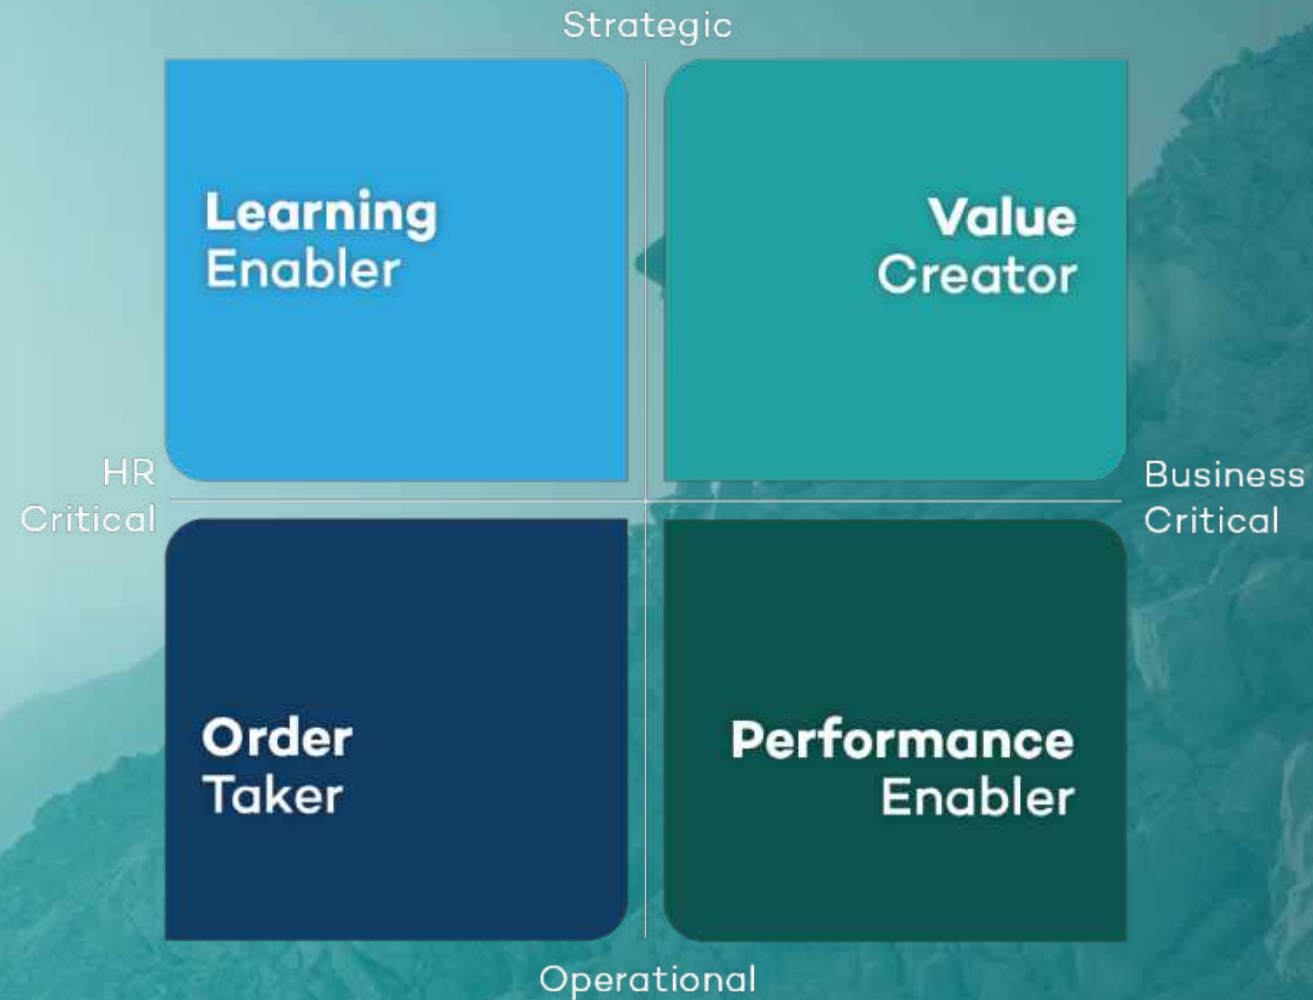 Strategic
Learning
Enabler
Value
Creator
HR
Critical
Business
Critical
Order
Taker
Performance
Enabler
Operational